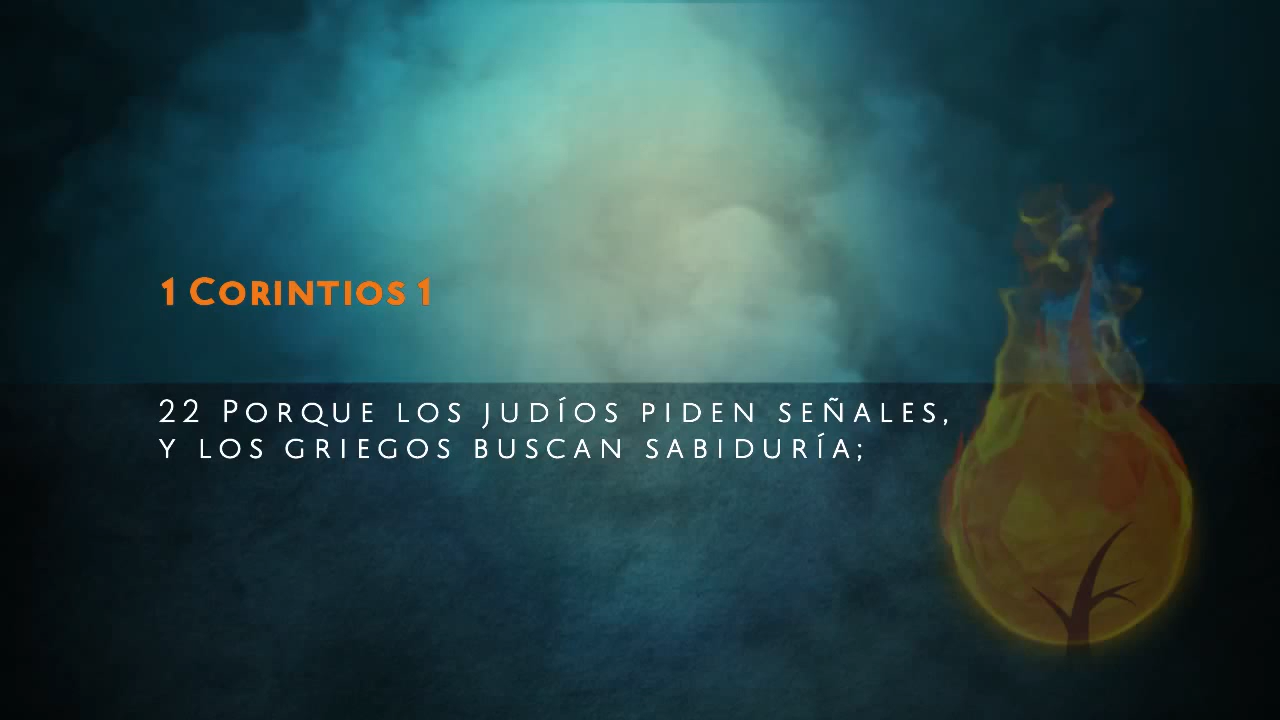 1 Corintios 1
22 Porque los judíos piden señales,
y los griegos buscan sabiduría;